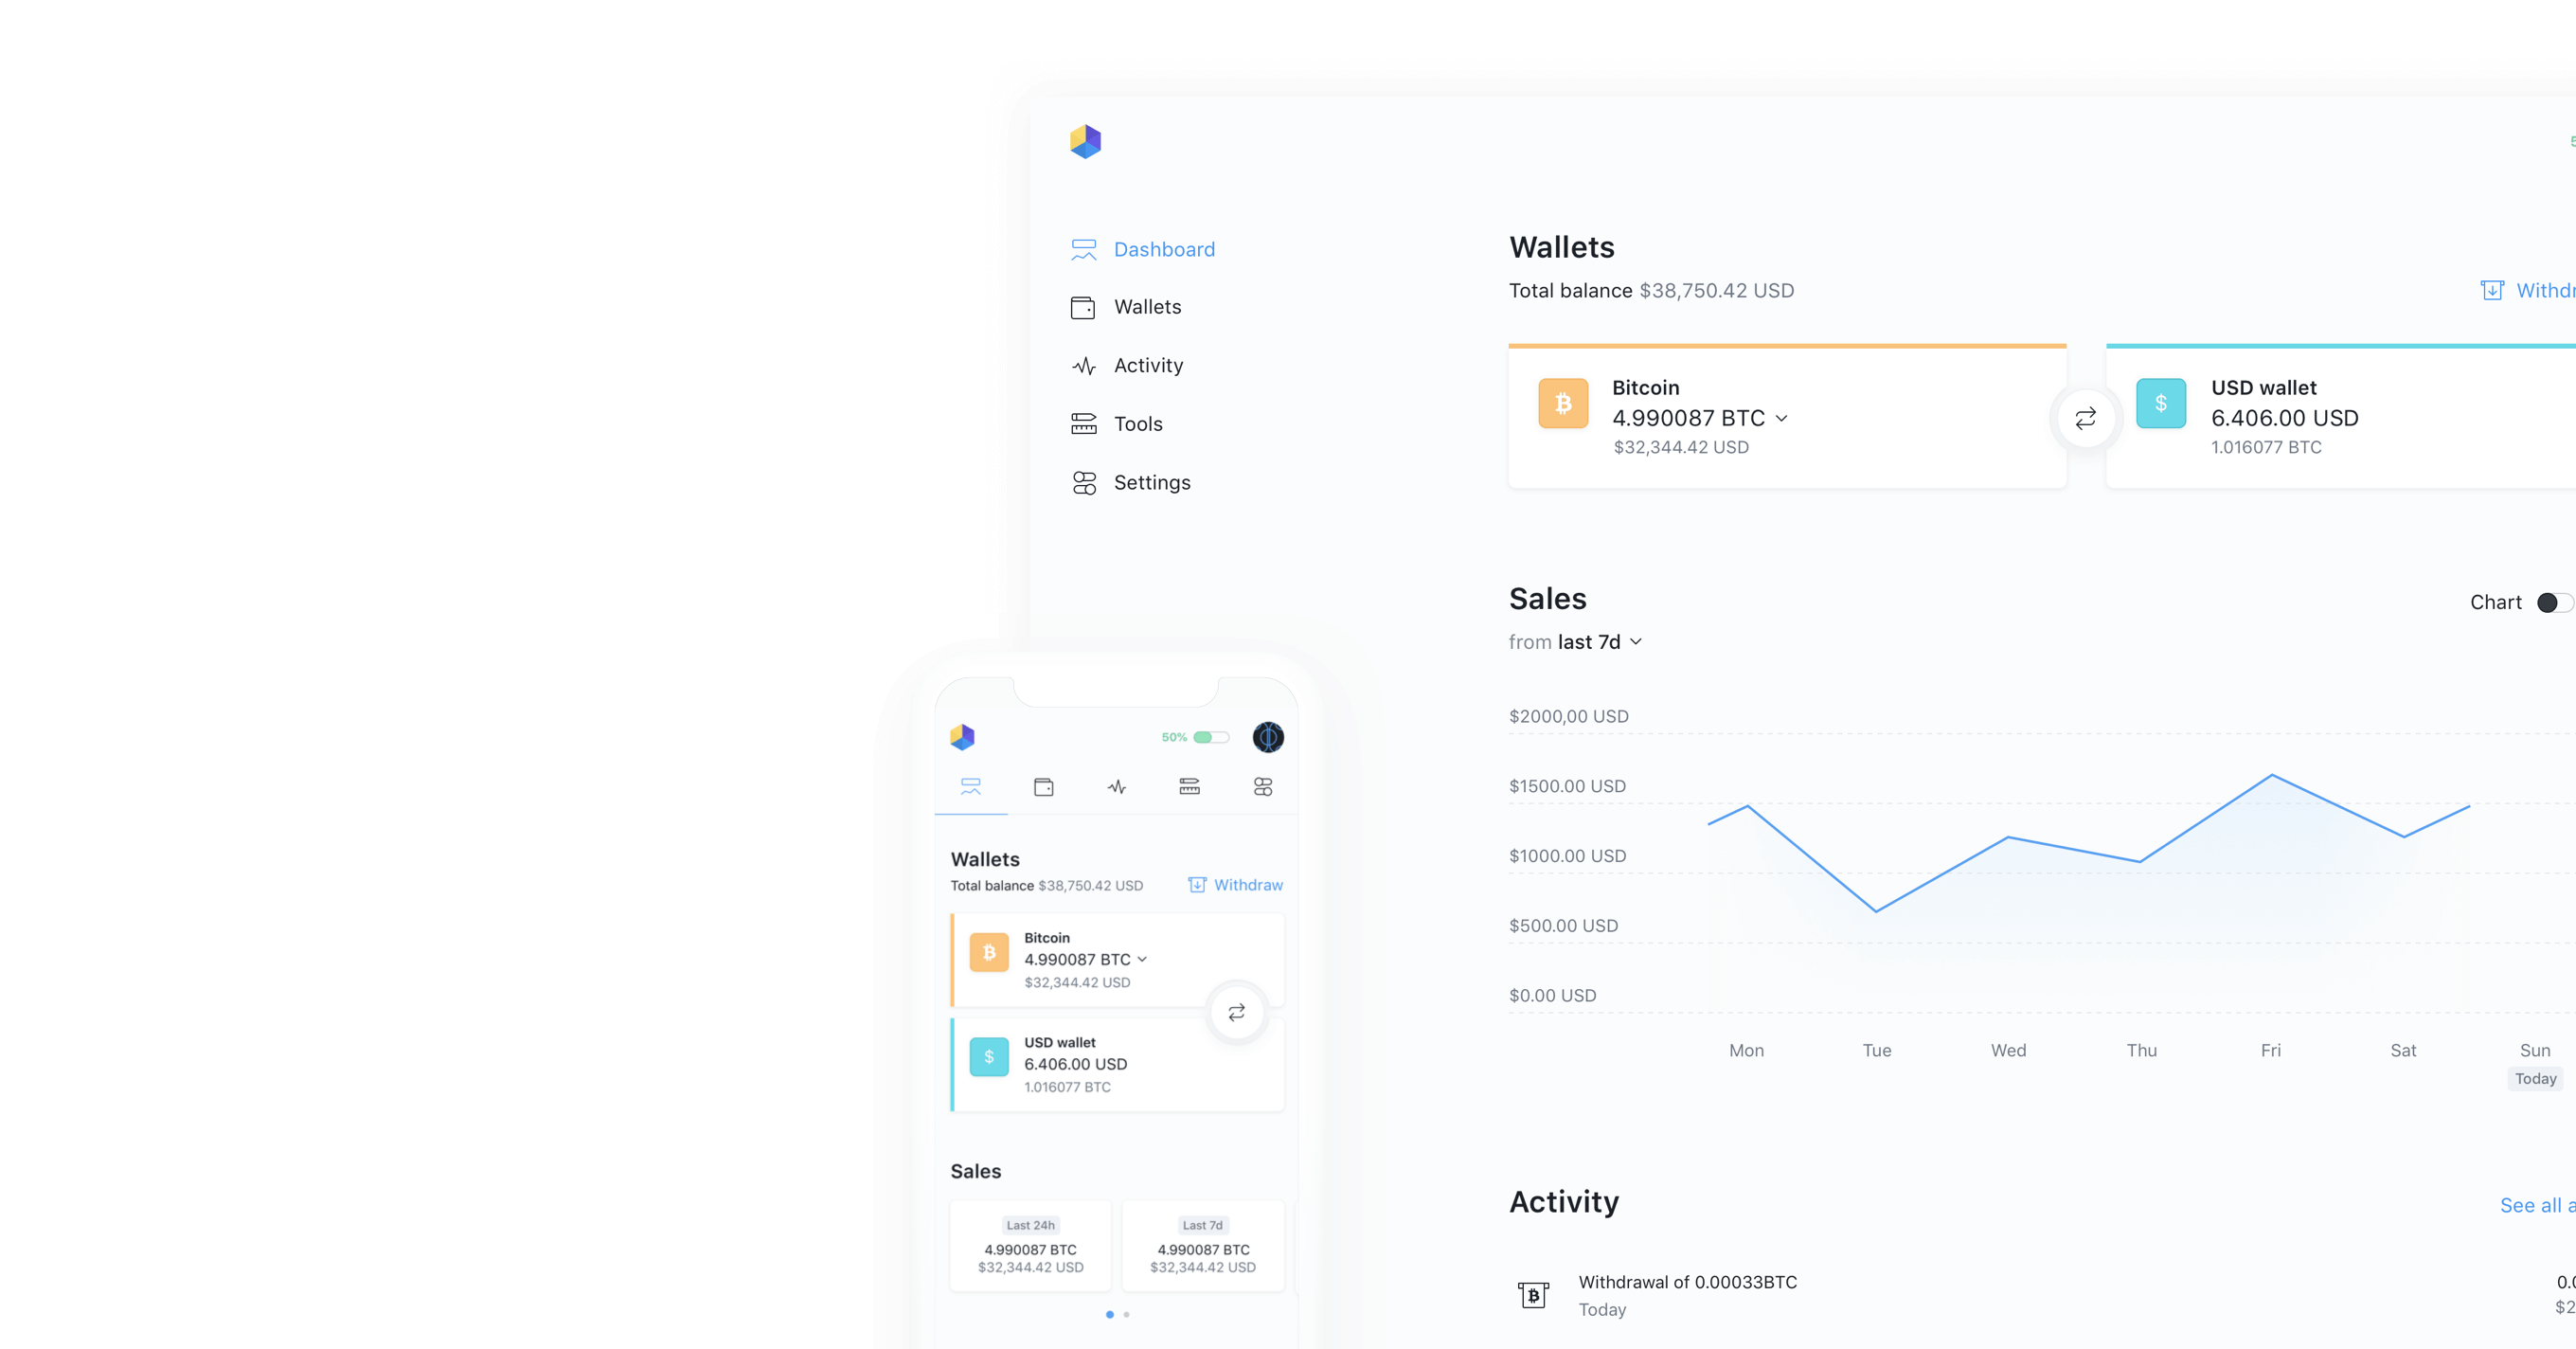 Dashboard
Wallets
Activity
Tools
Settings
Wallets
Total balance $38,750.42 USD
Bitcoin
4.990087 BTC
$32,344.42 USD
$
USD wallet
6.406.00 USD
1.016077 BTC
Sales
Chart
from last 7d
$2000,00 USD
$1500.00 USD
$1000.00 USD
$500.00 USD
$0.00 USD
Mon Tue Wed Thu Fri Sat Sun
Today
Activity
See all
Withdrawal of 0.00033BTC
Today
50%
Wallets
Total balance $38,750.42 USD
Withdraw
Bitcoin
4.990087 BTC
$32,344.42 USD
$
USD wallet
6.406.00 USD
1.016077 BTC
Sales
Last 24h
4.990087 BTC
$32,344.42 USD
Last 7d
4.990087 BTC
$32,344.42 USD